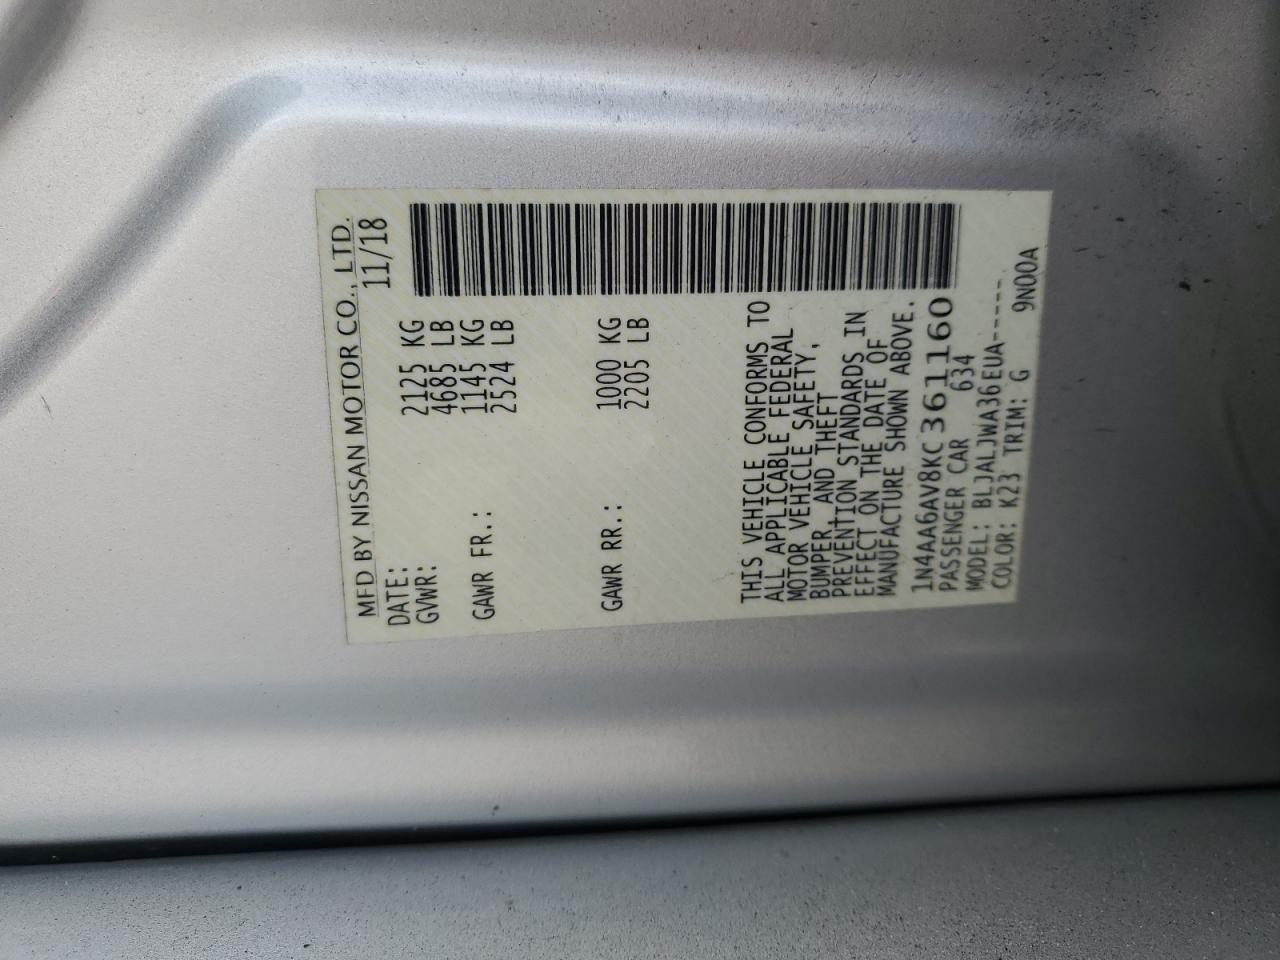 MFD BY NISSAN MOTOR CO., LTD.
DATE: 11/18
GVWR: 2125 KG
4685 LB
GAWR FR.: 1145 KG
2524 LB
GAWR RR.: 1000 KG
2205 LB
THIS VEHICLE CONFORMS TO
ALL APPLICABLE FEDERAL
MOTOR VEHICLE SAFETY,
BUMPER, AND THEFT
PREVENTION STANDARDS IN
EFFECT ON THE DATE OF
MANUFACTURE SHOWN ABOVE.
1N4AA6AV8KC361160
PASSENGER CAR 634
MODEL: BLJALJWA36EUA-----
COLOR: K23 TRIM: G 9N00A